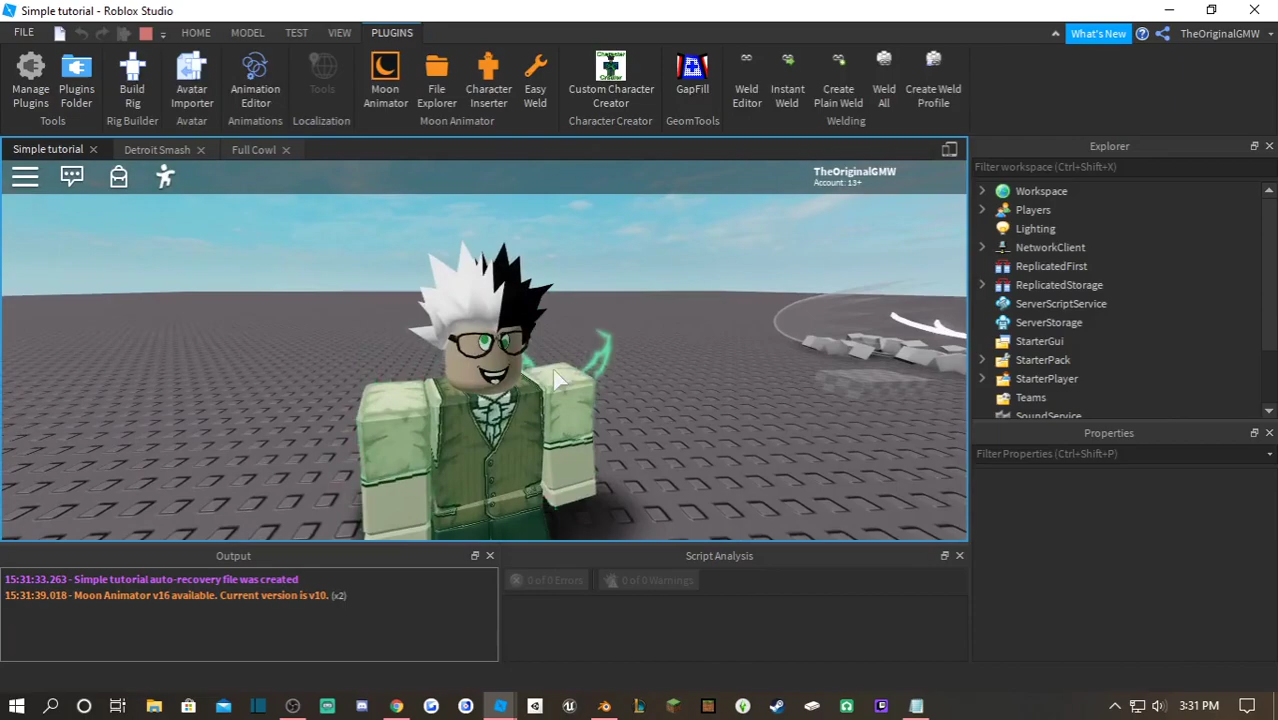 Simple tutorial - Roblox Studio
FILE HOME MODEL TEST VIEW PLUGINS What's New TheOriginalGMW
Manage Plugins
Plugins Folder
Build Rig
Avatar Importer
Animation Editor
Tools
Moon Animator
File Explorer
Character Inserter
Easy Weld
Custom Character Creator
GapFill
Weld Editor
Instant Weld
Create Plain Weld
Weld All
Create Weld Profile
Tools Rig Builder Avatar Animations Localization Moon Animator Character Creator GeomTools Welding
Simple tutorial Detroit Smash Full Cowl
TheOriginalGMW
Account: 13+
Explorer
Filter workspace (Ctrl+Shift+X)
Workspace
Players
Lighting
NetworkClient
ReplicatedFirst
ReplicatedStorage
ServerScriptService
ServerStorage
StarterGui
StarterPack
StarterPlayer
Teams
SoundService
Properties
Filter Properties (Ctrl+Shift+P)
Output
15:31:33.263 - Simple tutorial auto-recovery file was created
15:31:39.018 - Moon Animator v16 available. Current version is v10. (x2)
Script Analysis
0 of 0 Errors 0 of 0 Warnings
3:31 PM